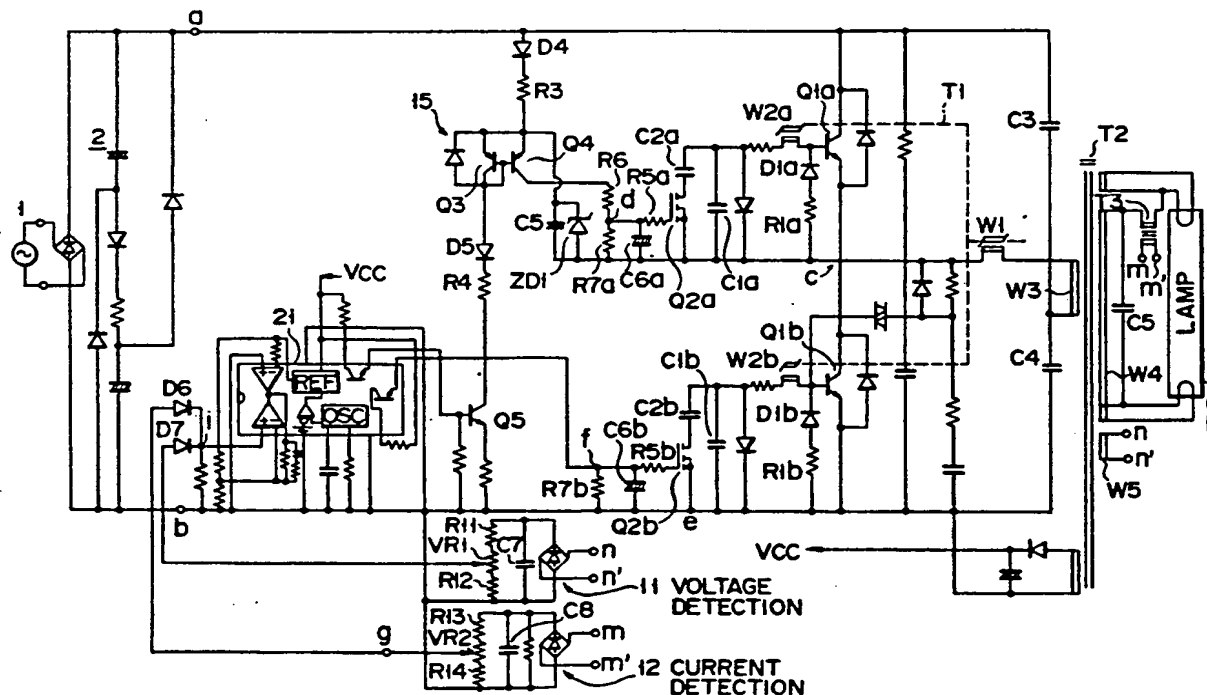 a
D4
R3
15
Q4
Q3
R6
d
R5a
C2a
W2a
Q1a
T1
D1a
R1a
C3
T2
2
1
C5
ZD1
R7a
C6a
Q2a
C1a
c
W1
W3
3
m
m'
C5
LAMP
D5
R4
VCC
21
REF
OSC
D6
D7
i
b
Q5
f
C6b
R5b
R7b
Q2b
e
C2b
C1b
W2b
Q1b
D1b
R1b
C4
W4
n
n'
W5
R11
VR1
R12
C7
n
n'
11 VOLTAGE
DETECTION
VCC
R13
VR2
R14
C8
m
m'
12 CURRENT
DETECTION
g